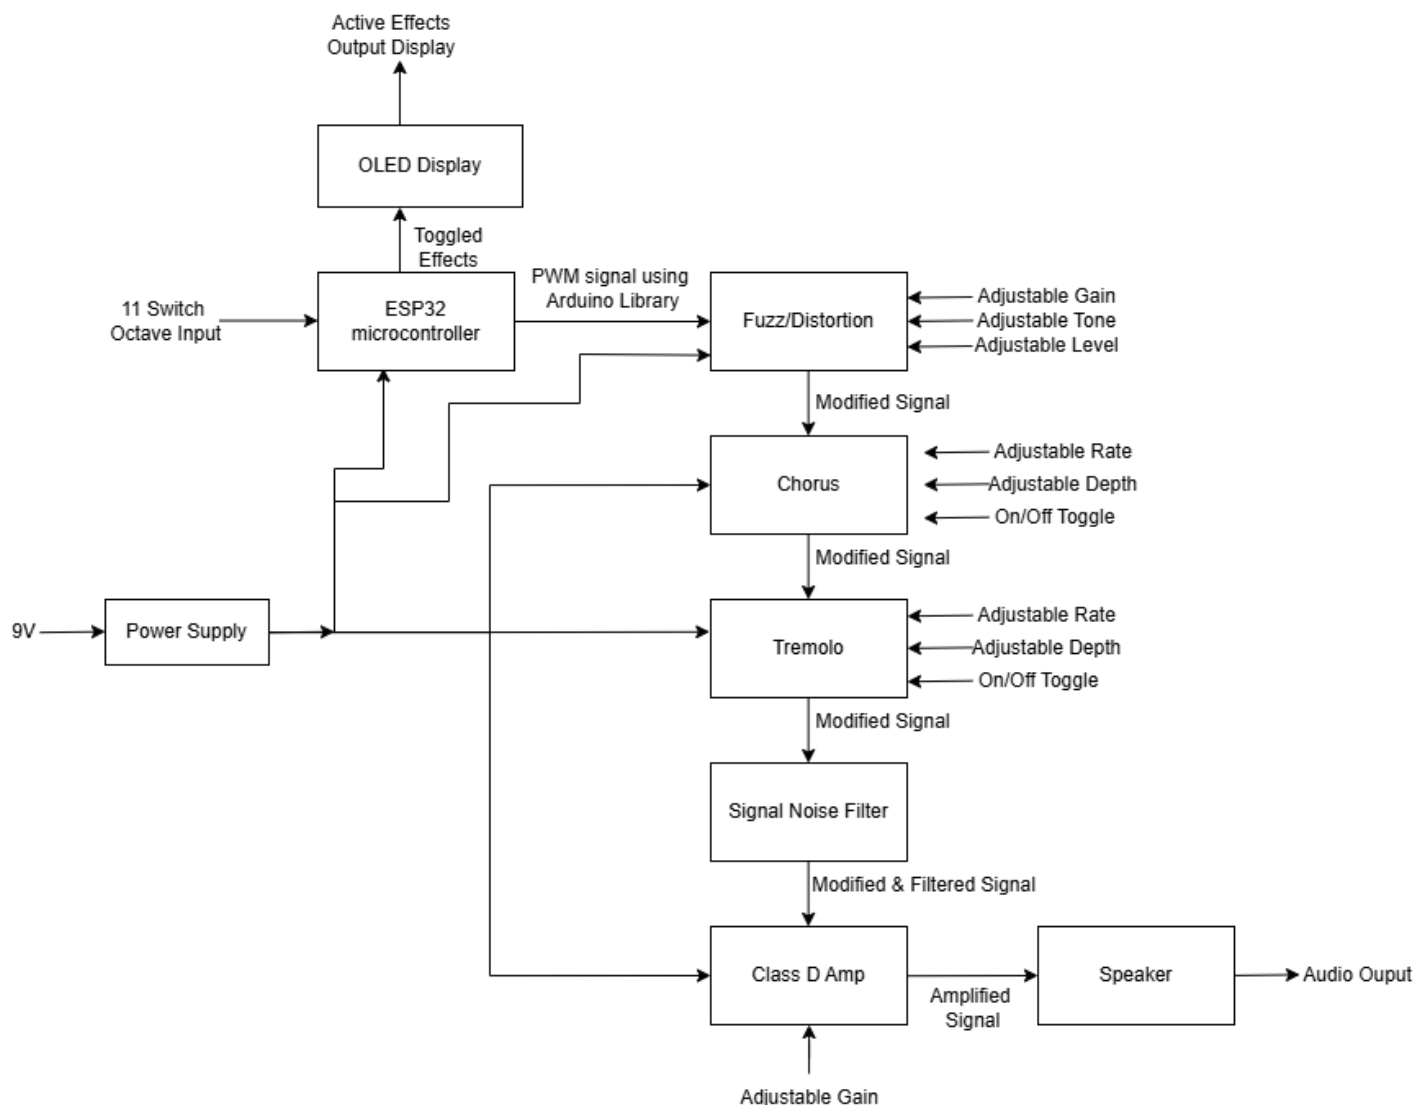 Active Effects
Output Display
OLED Display
Toggled
Effects
11 Switch
Octave Input
ESP32
microcontroller
PWM signal using
Arduino Library
Fuzz/Distortion
Adjustable Gain
Adjustable Tone
Adjustable Level
Modified Signal
Chorus
Adjustable Rate
Adjustable Depth
On/Off Toggle
Modified Signal
9V
Power Supply
Tremolo
Adjustable Rate
Adjustable Depth
On/Off Toggle
Modified Signal
Signal Noise Filter
Modified & Filtered Signal
Class D Amp
Amplified
Signal
Speaker
Audio Ouput
Adjustable Gain